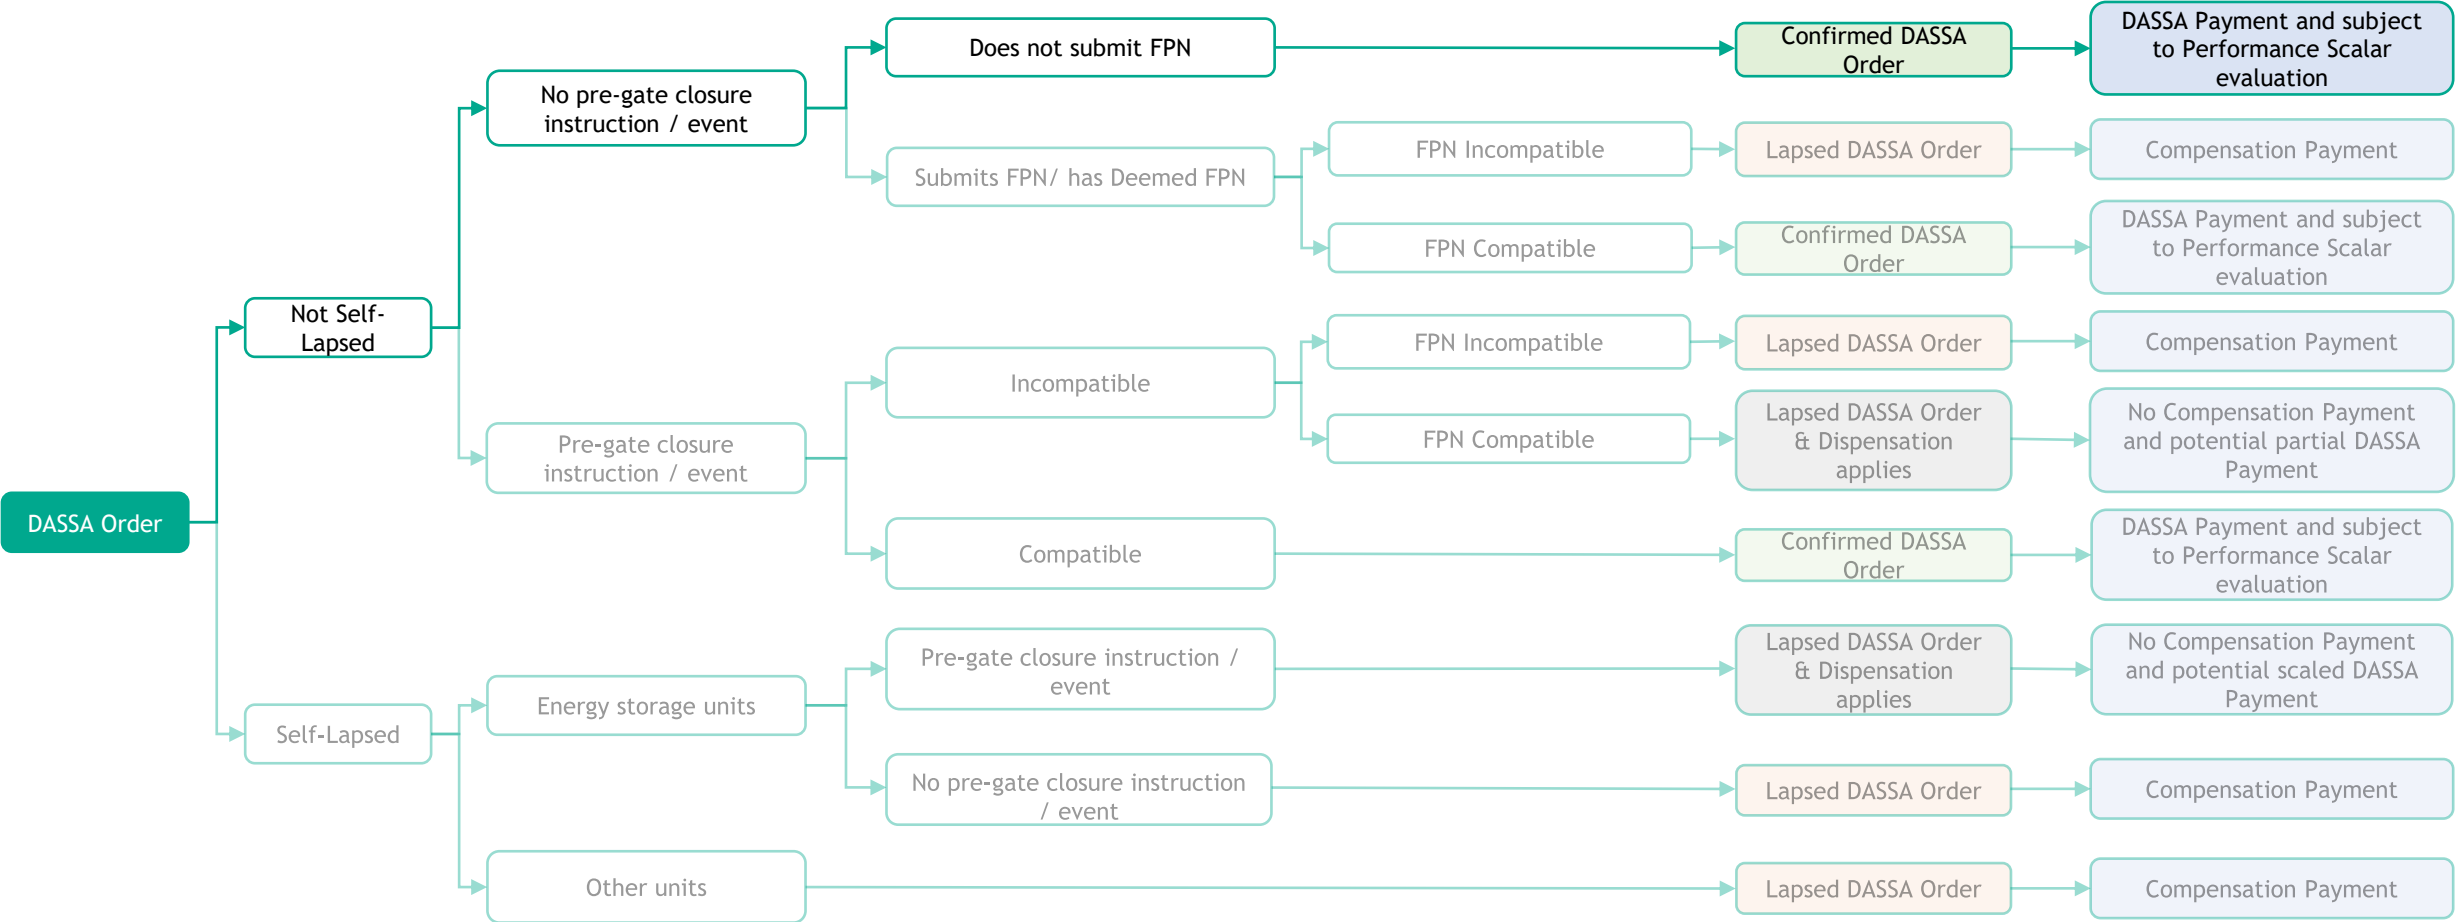 Does not submit FPN
Confirmed DASSA
Order
DASSA Payment and subject
to Performance Scalar
evaluation
No pre-gate closure
instruction / event
Submits FPN/ has Deemed FPN
FPN Incompatible
Lapsed DASSA Order
Compensation Payment
FPN Compatible
Confirmed DASSA
Order
DASSA Payment and subject
to Performance Scalar
evaluation
Not Self-
Lapsed
Incompatible
FPN Incompatible
Lapsed DASSA Order
Compensation Payment
Pre-gate closure
instruction / event
FPN Compatible
Lapsed DASSA Order
& Dispensation
applies
No Compensation Payment
and potential partial DASSA
Payment
DASSA Order
Compatible
Confirmed DASSA
Order
DASSA Payment and subject
to Performance Scalar
evaluation
Self-Lapsed
Energy storage units
Pre-gate closure instruction /
event
Lapsed DASSA Order
& Dispensation
applies
No Compensation Payment
and potential scaled DASSA
Payment
No pre-gate closure instruction
/ event
Lapsed DASSA Order
Compensation Payment
Other units
Lapsed DASSA Order
Compensation Payment